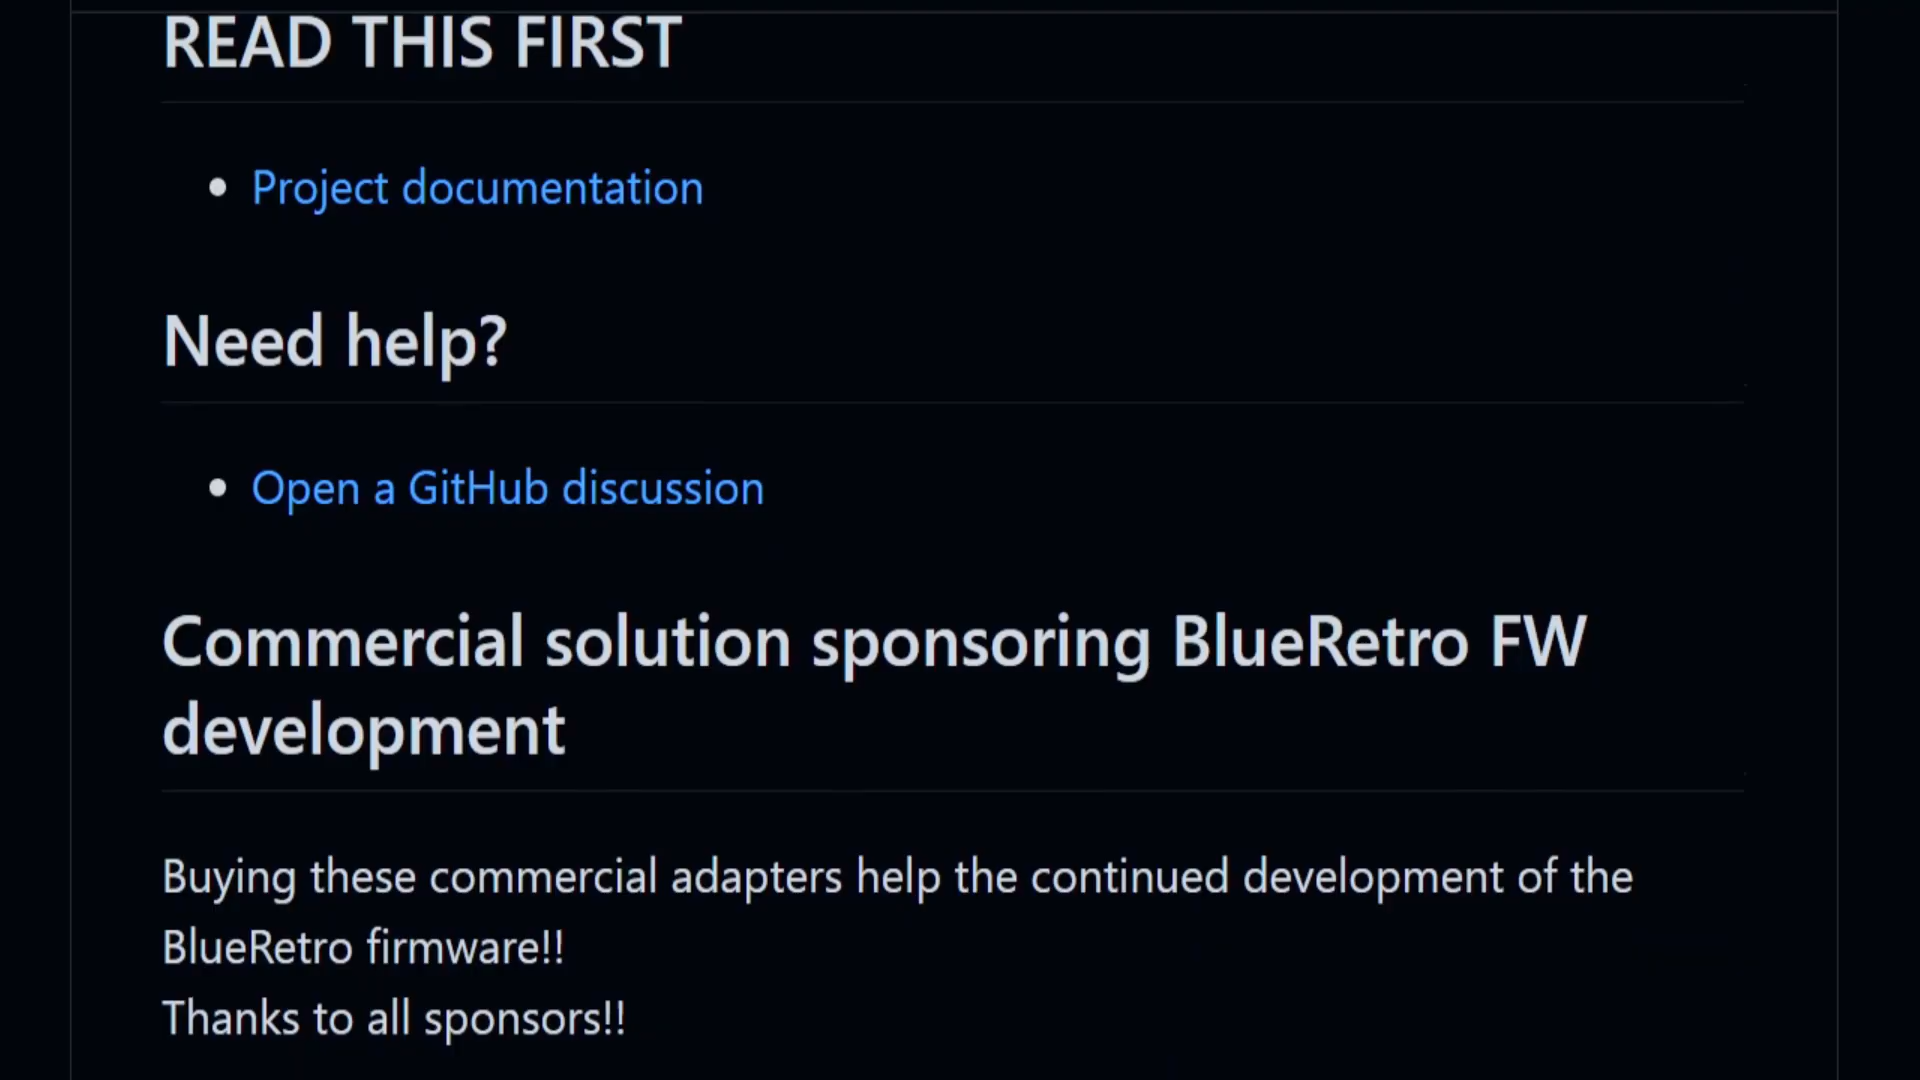 READ THIS FIRST
Project documentation
Need help?
Open a GitHub discussion
Commercial solution sponsoring BlueRetro FW
development
Buying these commercial adapters help the continued development of the
BlueRetro firmware!!
Thanks to all sponsors!!